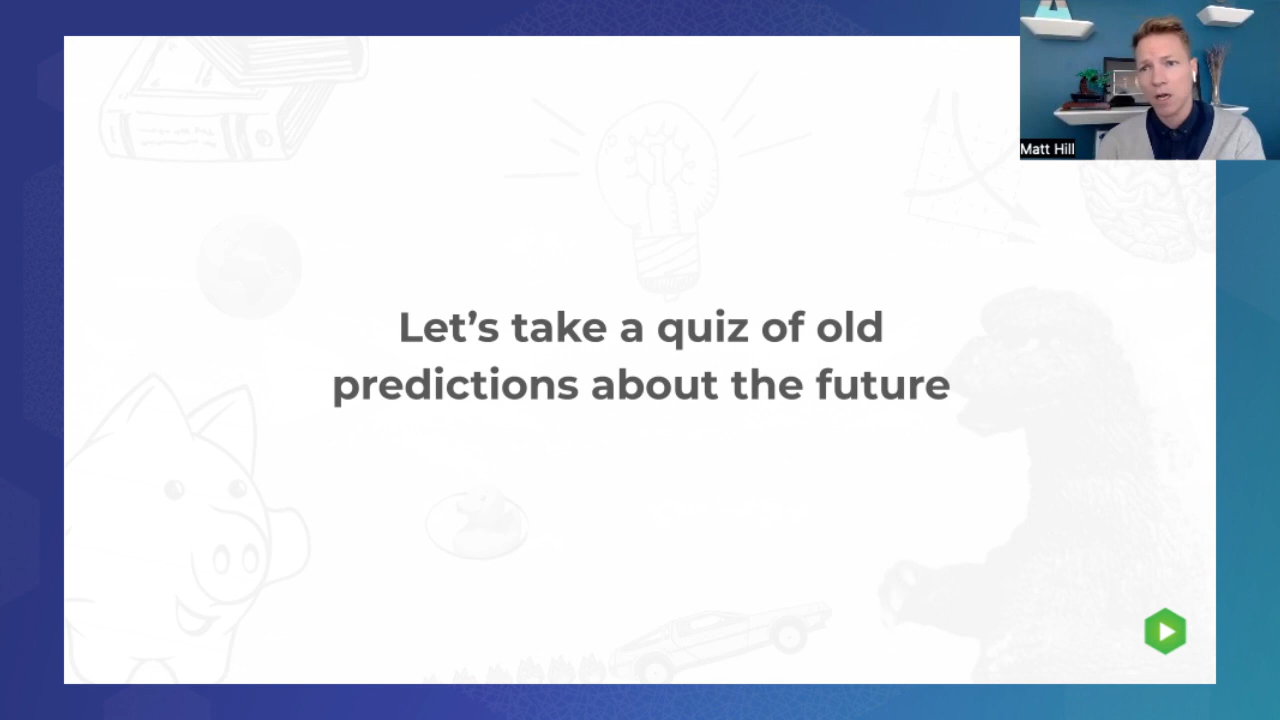 Let’s take a quiz of old
predictions about the future
Matt Hill